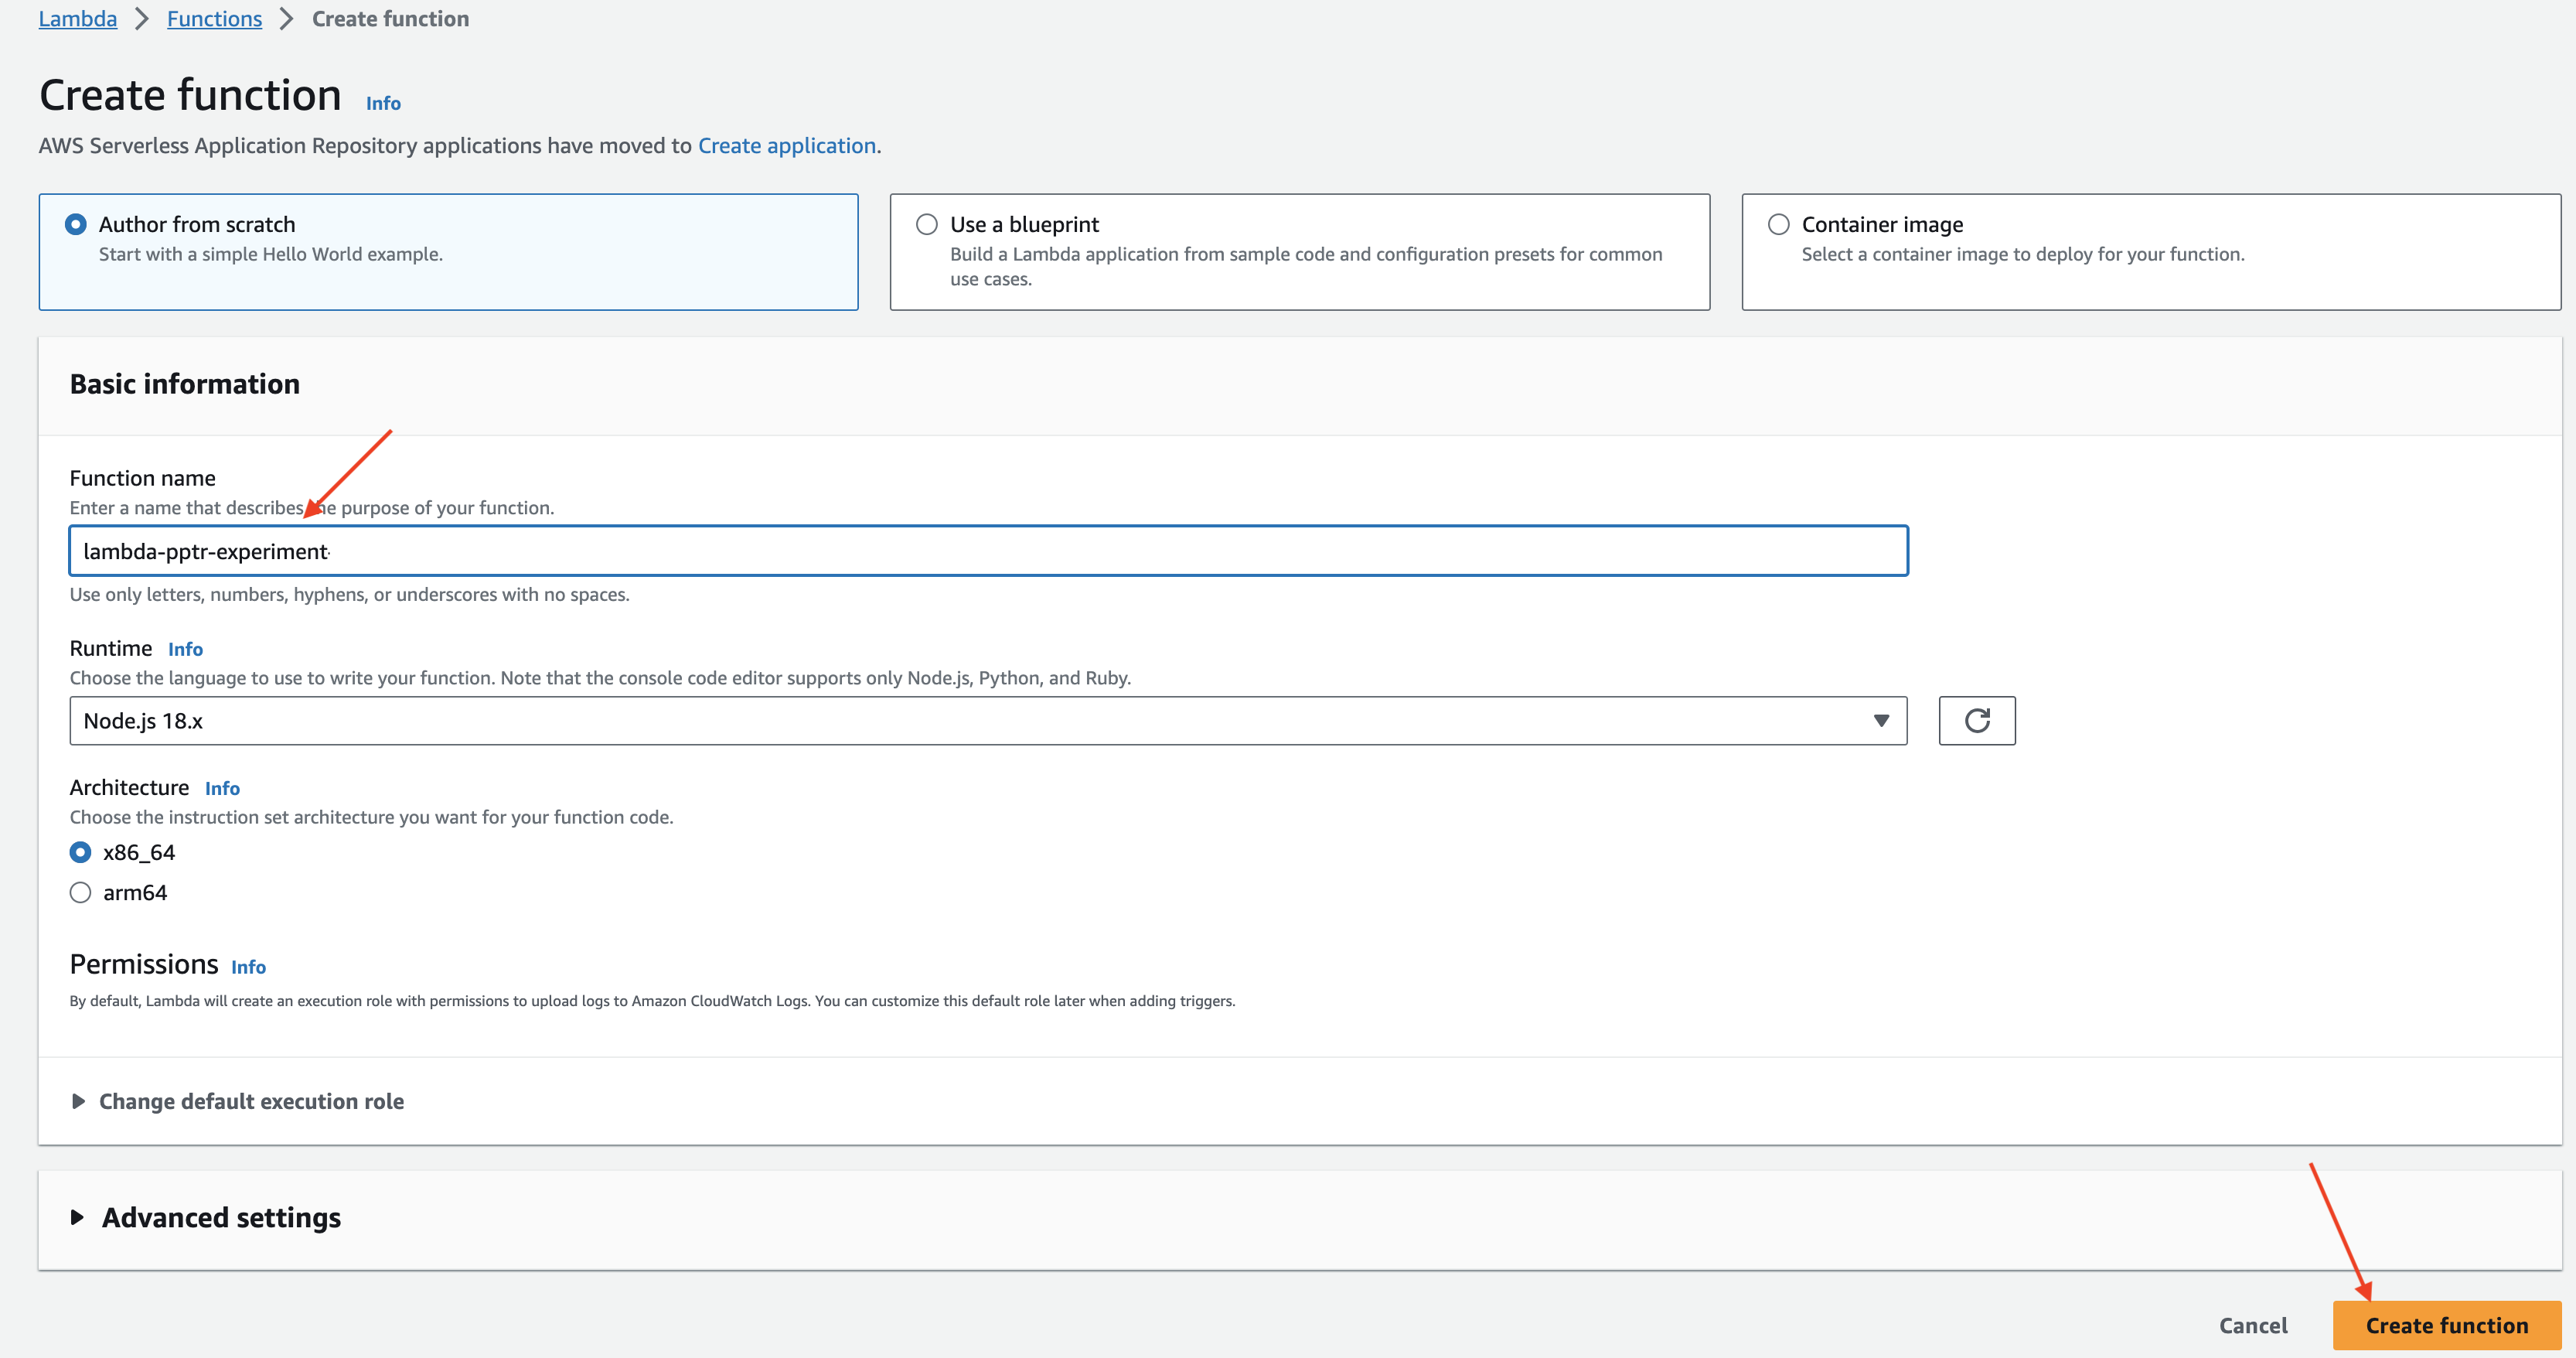 Lambda > Functions > Create function
Create function Info
AWS Serverless Application Repository applications have moved to Create application.
Author from scratch
Start with a simple Hello World example.
Use a blueprint
Build a Lambda application from sample code and configuration presets for common
use cases.
Container image
Select a container image to deploy for your function.
Basic information
Function name
Enter a name that describes purpose of your function.
lambda-pptr-experiment
Use only letters, numbers, hyphens, or underscores with no spaces.
Runtime Info
Choose the language to use to write your function. Note that the console code editor supports only Node.js, Python, and Ruby.
Node.js 18.x
Architecture Info
Choose the instruction set architecture you want for your function code.
x86_64
arm64
Permissions Info
By default, Lambda will create an execution role with permissions to upload logs to Amazon CloudWatch Logs. You can customize this default role later when adding triggers.
Change default execution role
Advanced settings
Cancel
Create function